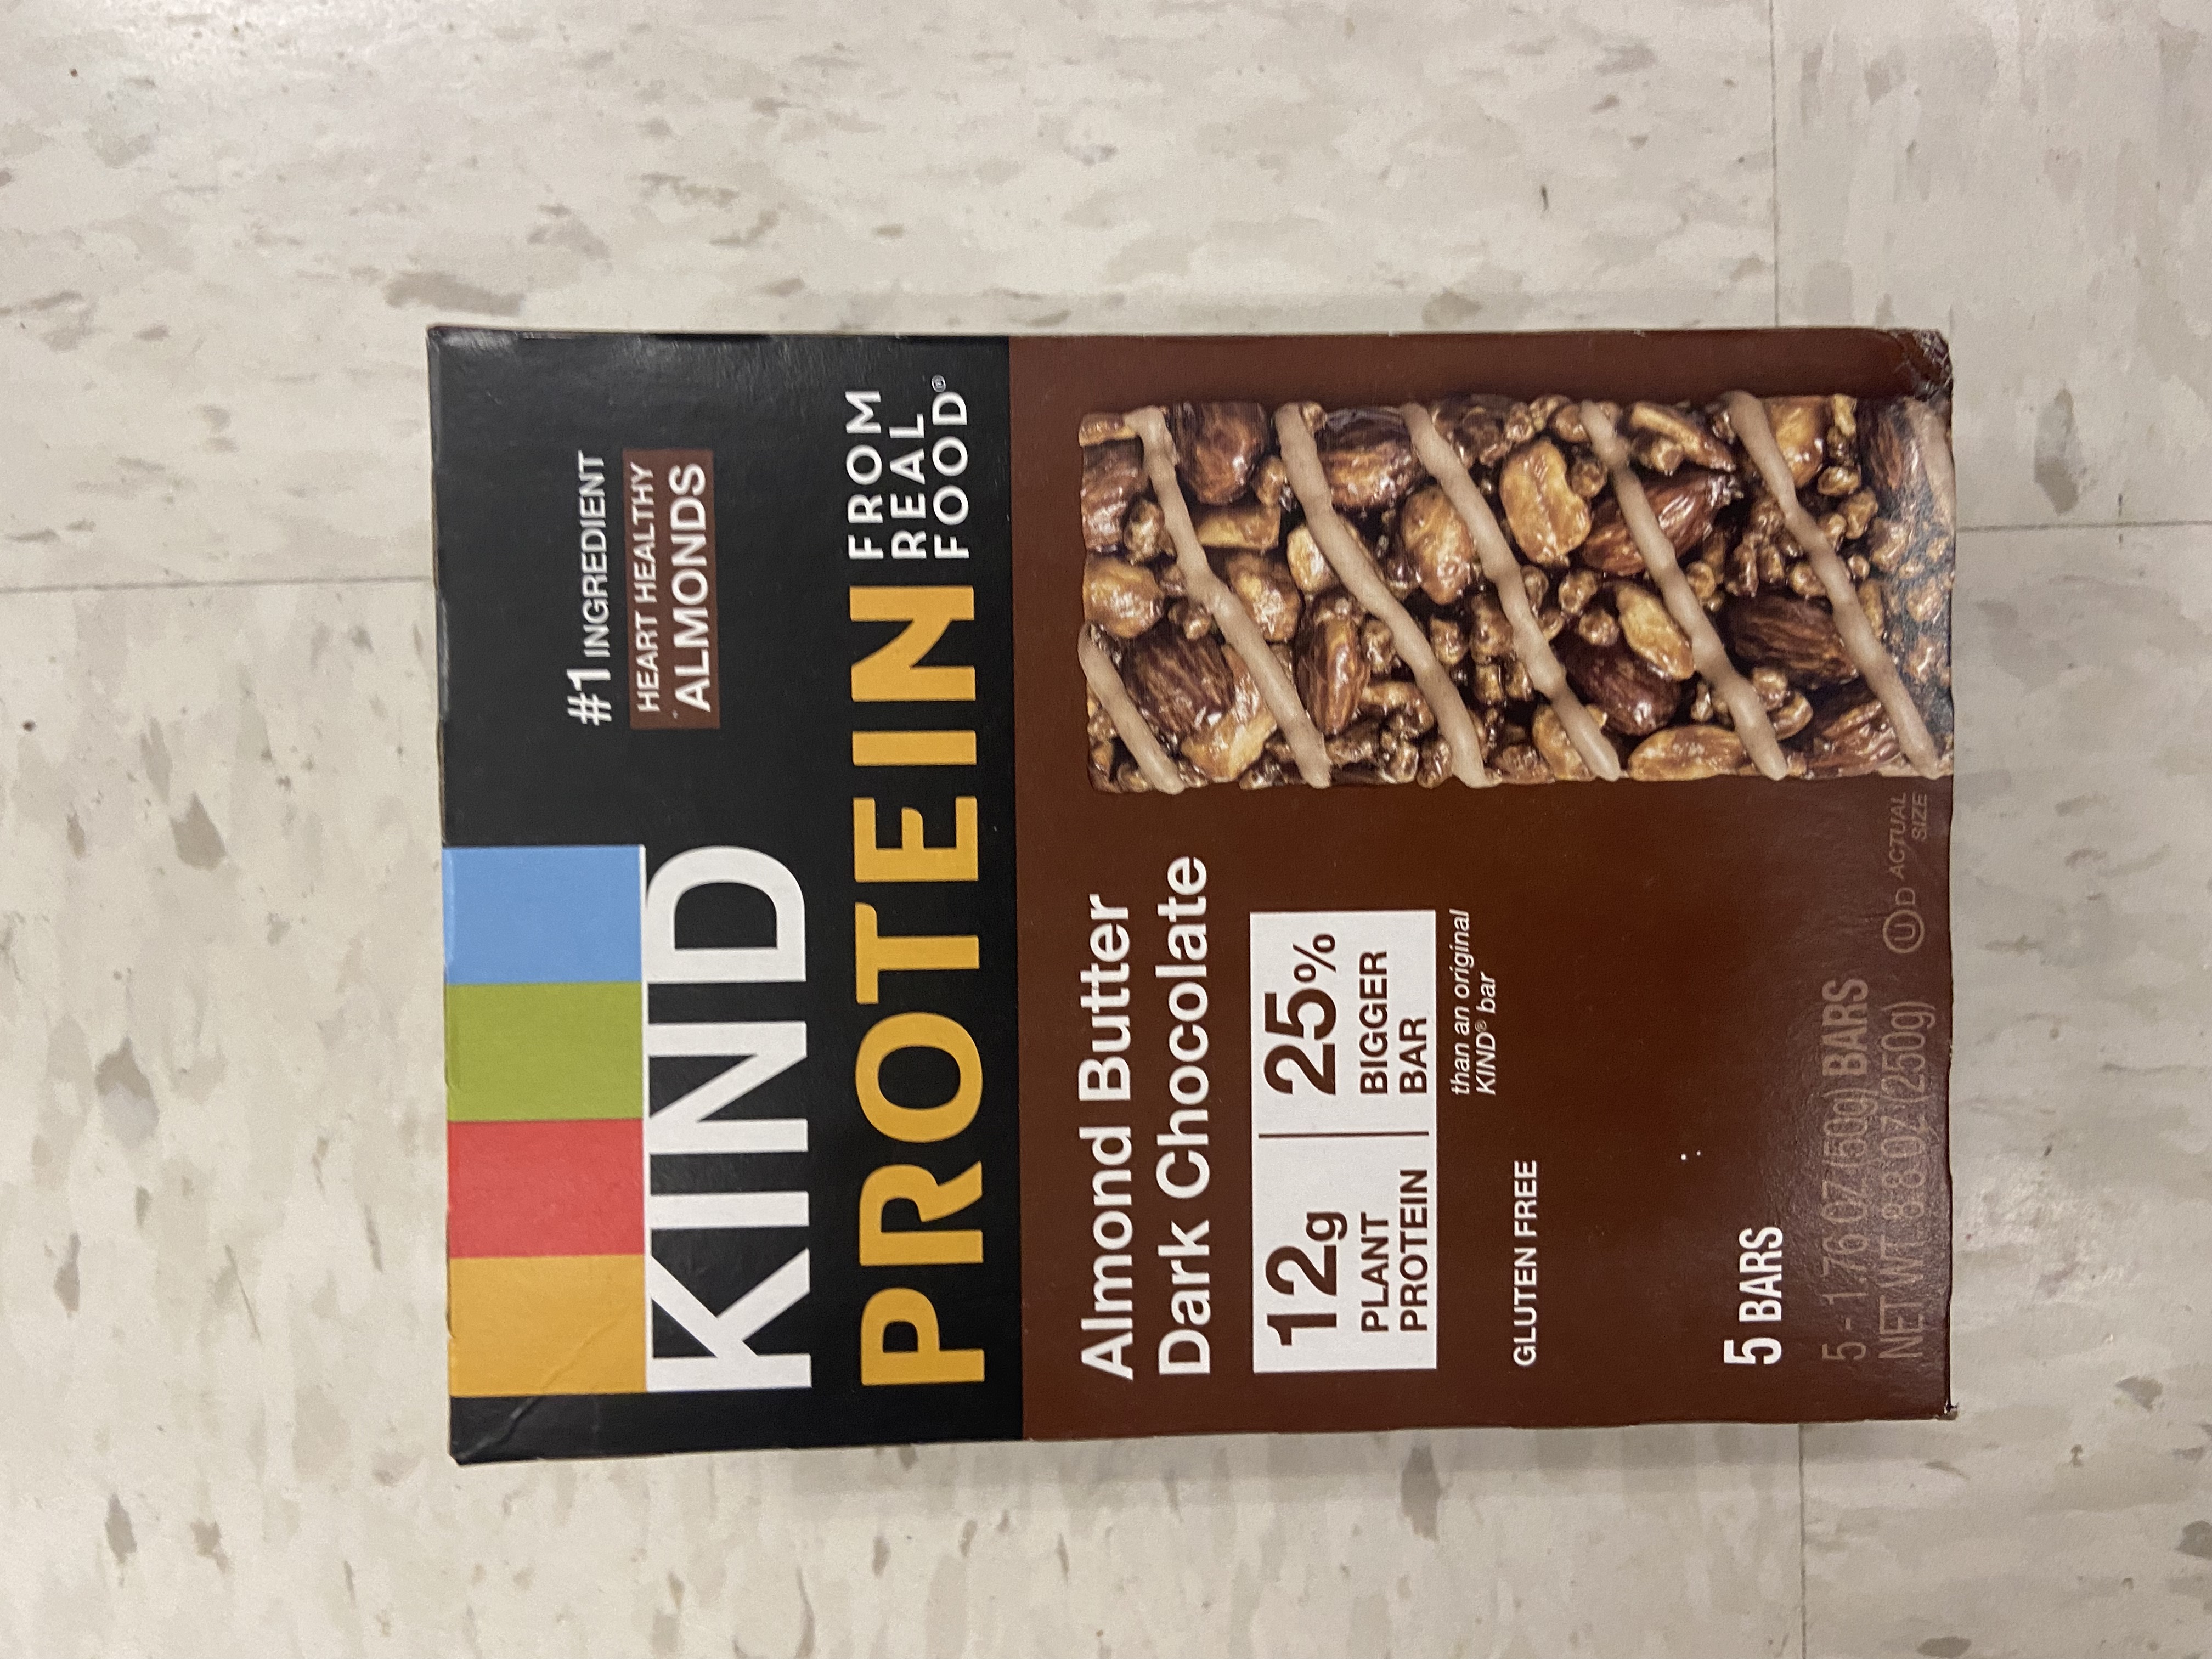 KIND
#1 INGREDIENT
HEART HEALTHY
ALMONDS
PROTEIN
FROM
REAL
FOOD®
Almond Butter
Dark Chocolate
12g
PLANT
PROTEIN
25%
BIGGER
BAR
than an original
KIND® bar
GLUTEN FREE
5 BARS
5 - 1.76 OZ (50g) BARS
NET WT. 8.8 OZ (250g)
U D
ACTUAL
SIZE